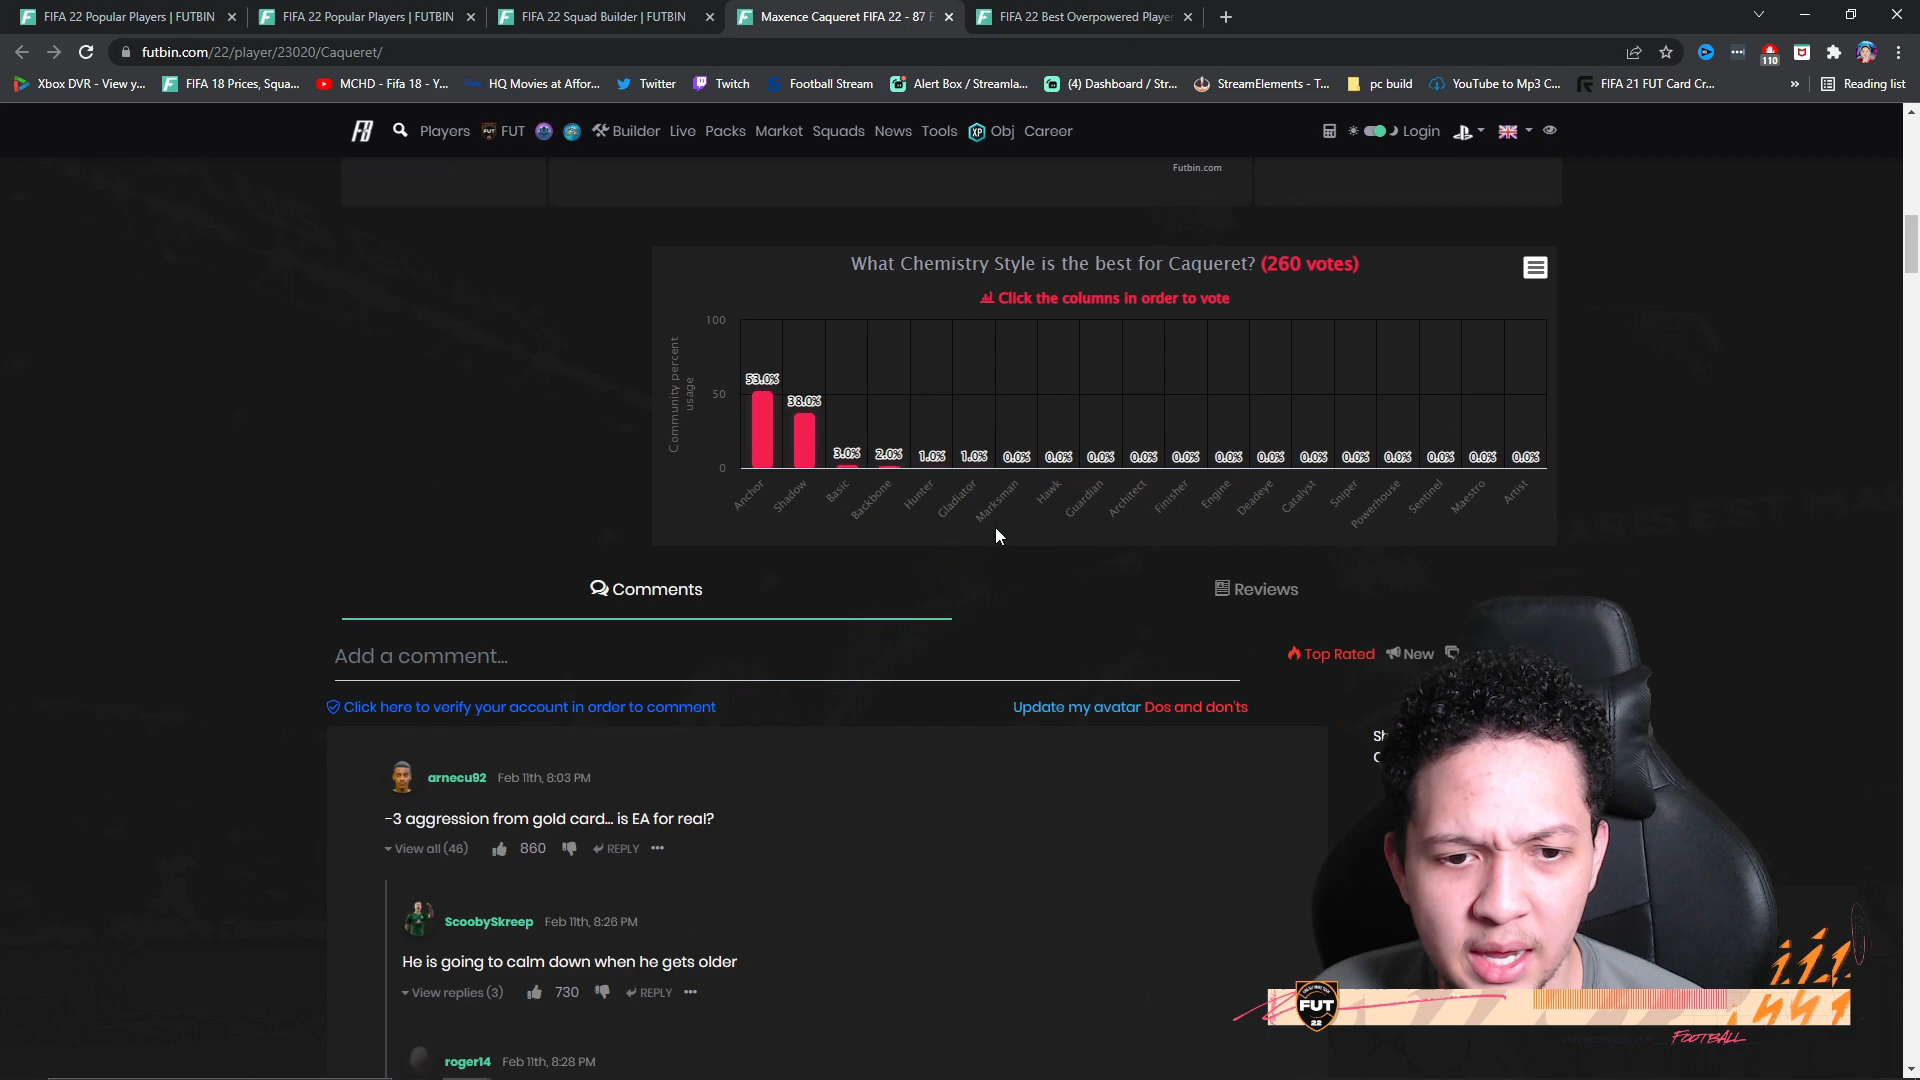 FIFA 22 Popular Players | FUTBIN
FIFA 22 Popular Players | FUTBIN
FIFA 22 Squad Builder | FUTBIN
Maxence Caqueret FIFA 22 - 87 F
FIFA 22 Best Overpowered Player
futbin.com/22/player/23020/Caqueret/
110
Xbox DVR - View y...
FIFA 18 Prices, Squa...
MCHD - Fifa 18 - Y...
HQ Movies at Affor...
Twitter
Twitch
Football Stream
Alert Box / Streamla...
(4) Dashboard / Str...
StreamElements - T...
pc build
YouTube to Mp3 C...
FIFA 21 FUT Card Cr...
»
Reading list
Players
FUT
Builder
Live
Packs
Market
Squads
News
Tools
XP
Obj
Career
Login
Futbin.com
What Chemistry Style is the best for Caqueret? (260 votes)
Click the columns in order to vote
Community percent
usage
100
50
0
53.0%
38.0%
3.0%
2.0%
1.0%
1.0%
0.0%
0.0%
0.0%
0.0%
0.0%
0.0%
0.0%
0.0%
0.0%
0.0%
0.0%
0.0%
0.0%
Anchor
Shadow
Basic
Backbone
Hunter
Gladiator
Marksman
Hawk
Guardian
Architect
Finisher
Engine
Deadeye
Catalyst
Sniper
Powerhouse
Sentinel
Maestro
Artist
Comments
Reviews
Add a comment...
Top Rated
New
Click here to verify your account in order to comment
Update my avatar Dos and don'ts
arnecu92 Feb 11th, 8:03 PM
-3 aggression from gold card... is EA for real?
View all (46)
860
REPLY
ScoobySkreep Feb 11th, 8:26 PM
He is going to calm down when he gets older
View replies (3)
730
REPLY
roger14 Feb 11th, 8:28 PM
FUT
22
FOOTBALL